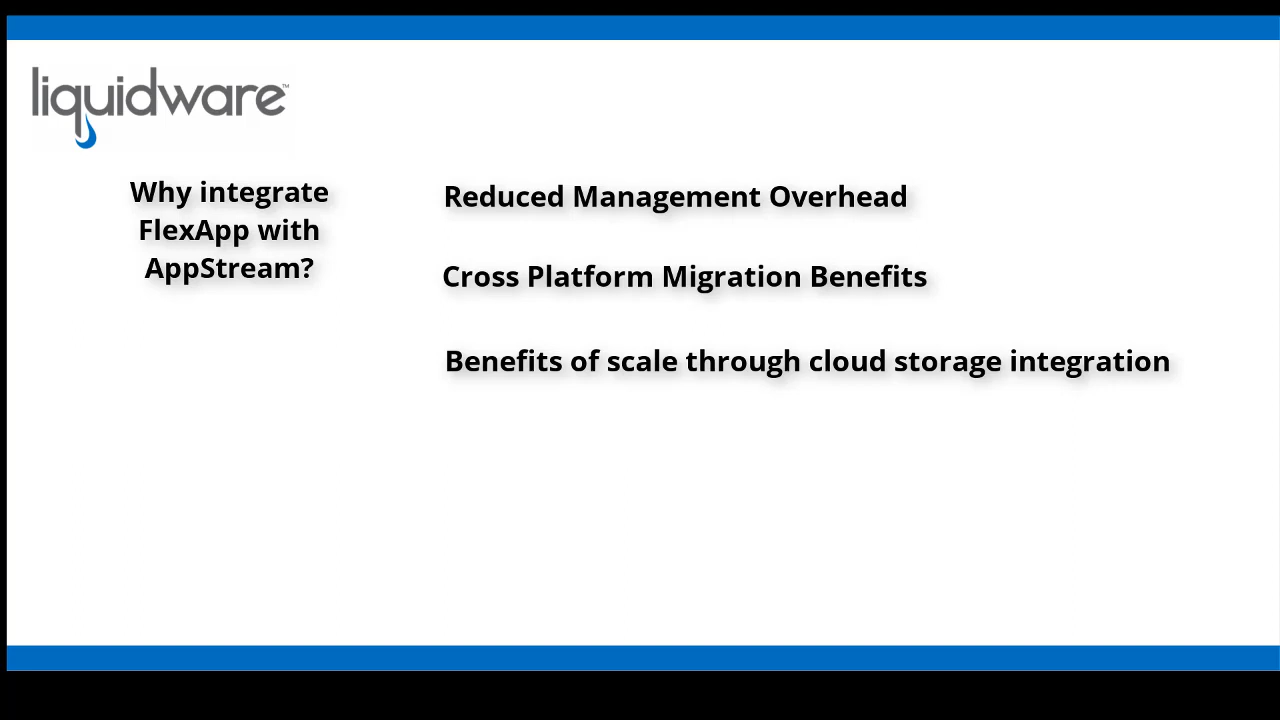 liquidware™
Why integrate
FlexApp with
AppStream?
Reduced Management Overhead
Cross Platform Migration Benefits
Benefits of scale through cloud storage integration